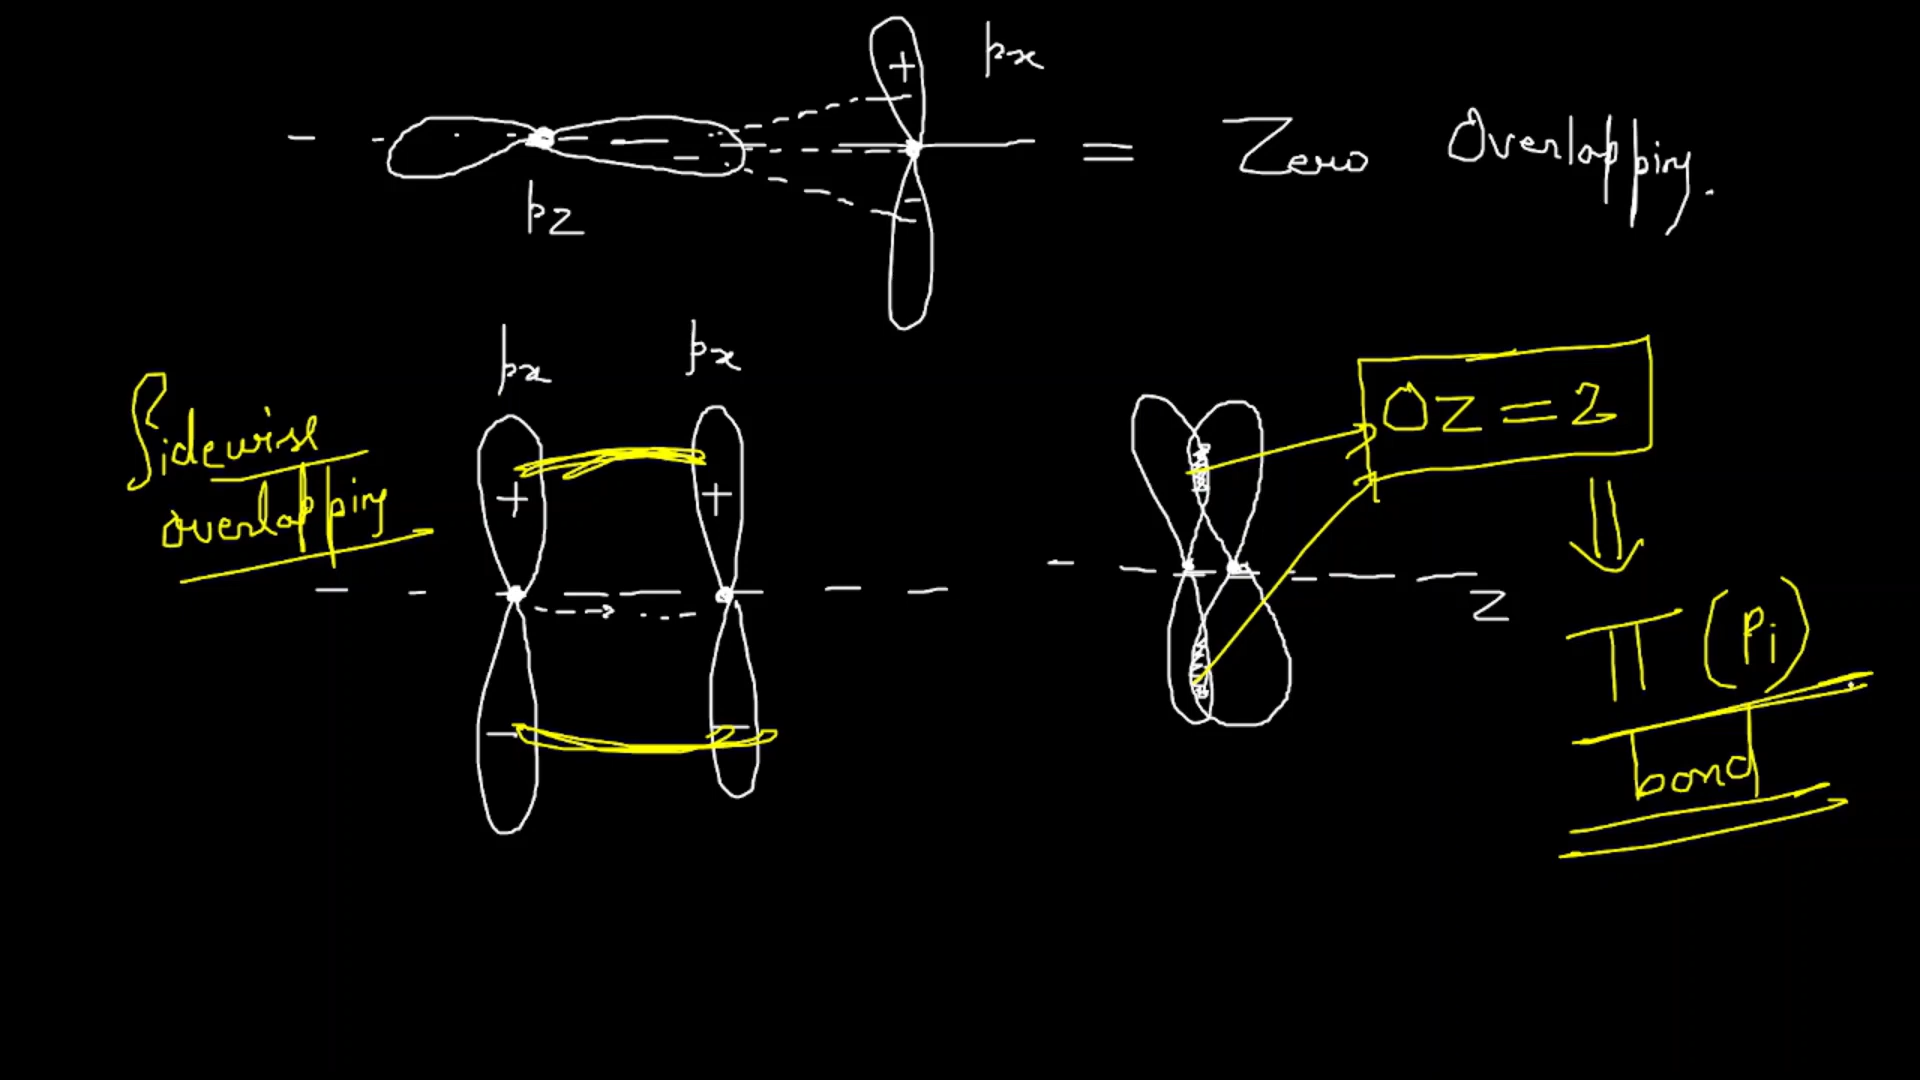 px
+
= Zero Overlapping.
-
pz
-
px px
Sidewise
overlapping
+ +
OZ = 2
Z
π (Pi)
bond
- -